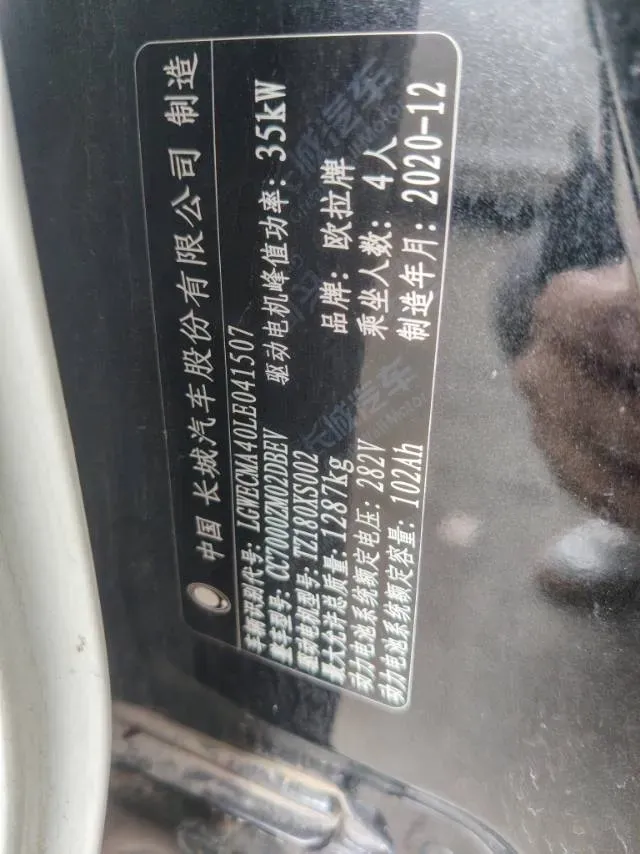 中国 长城汽车股份有限公司 制造
车辆识别代号: LGWECMA40LE041507
整车型号: CC7000ZM02DBEV 驱动电机峰值功率: 35kW
驱动电机型号: TZ180XS002
最大允许总质量: 1287kg 品牌: 欧拉牌
动力电池系统额定电压: 282V 乘坐人数: 4人
动力电池系统额定容量: 102Ah 制造年月: 2020-12